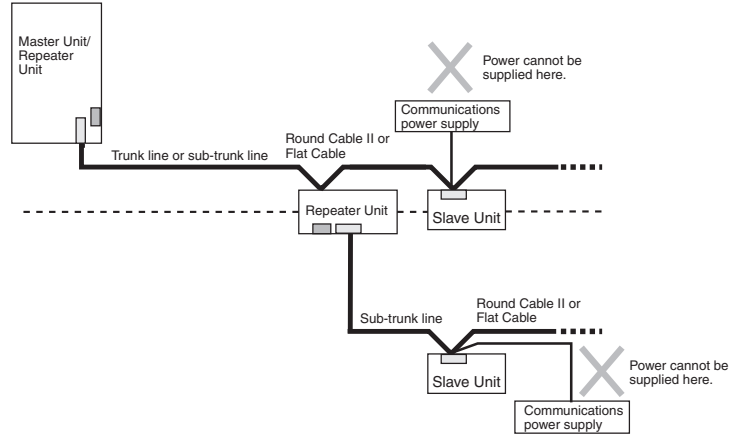 Master Unit/
Repeater
Unit
Power cannot be
supplied here.
Communications
power supply
Round Cable II or
Flat Cable
Trunk line or sub-trunk line
Repeater Unit
Slave Unit
Round Cable II or
Flat Cable
Sub-trunk line
Slave Unit
Power cannot be
supplied here.
Communications
power supply